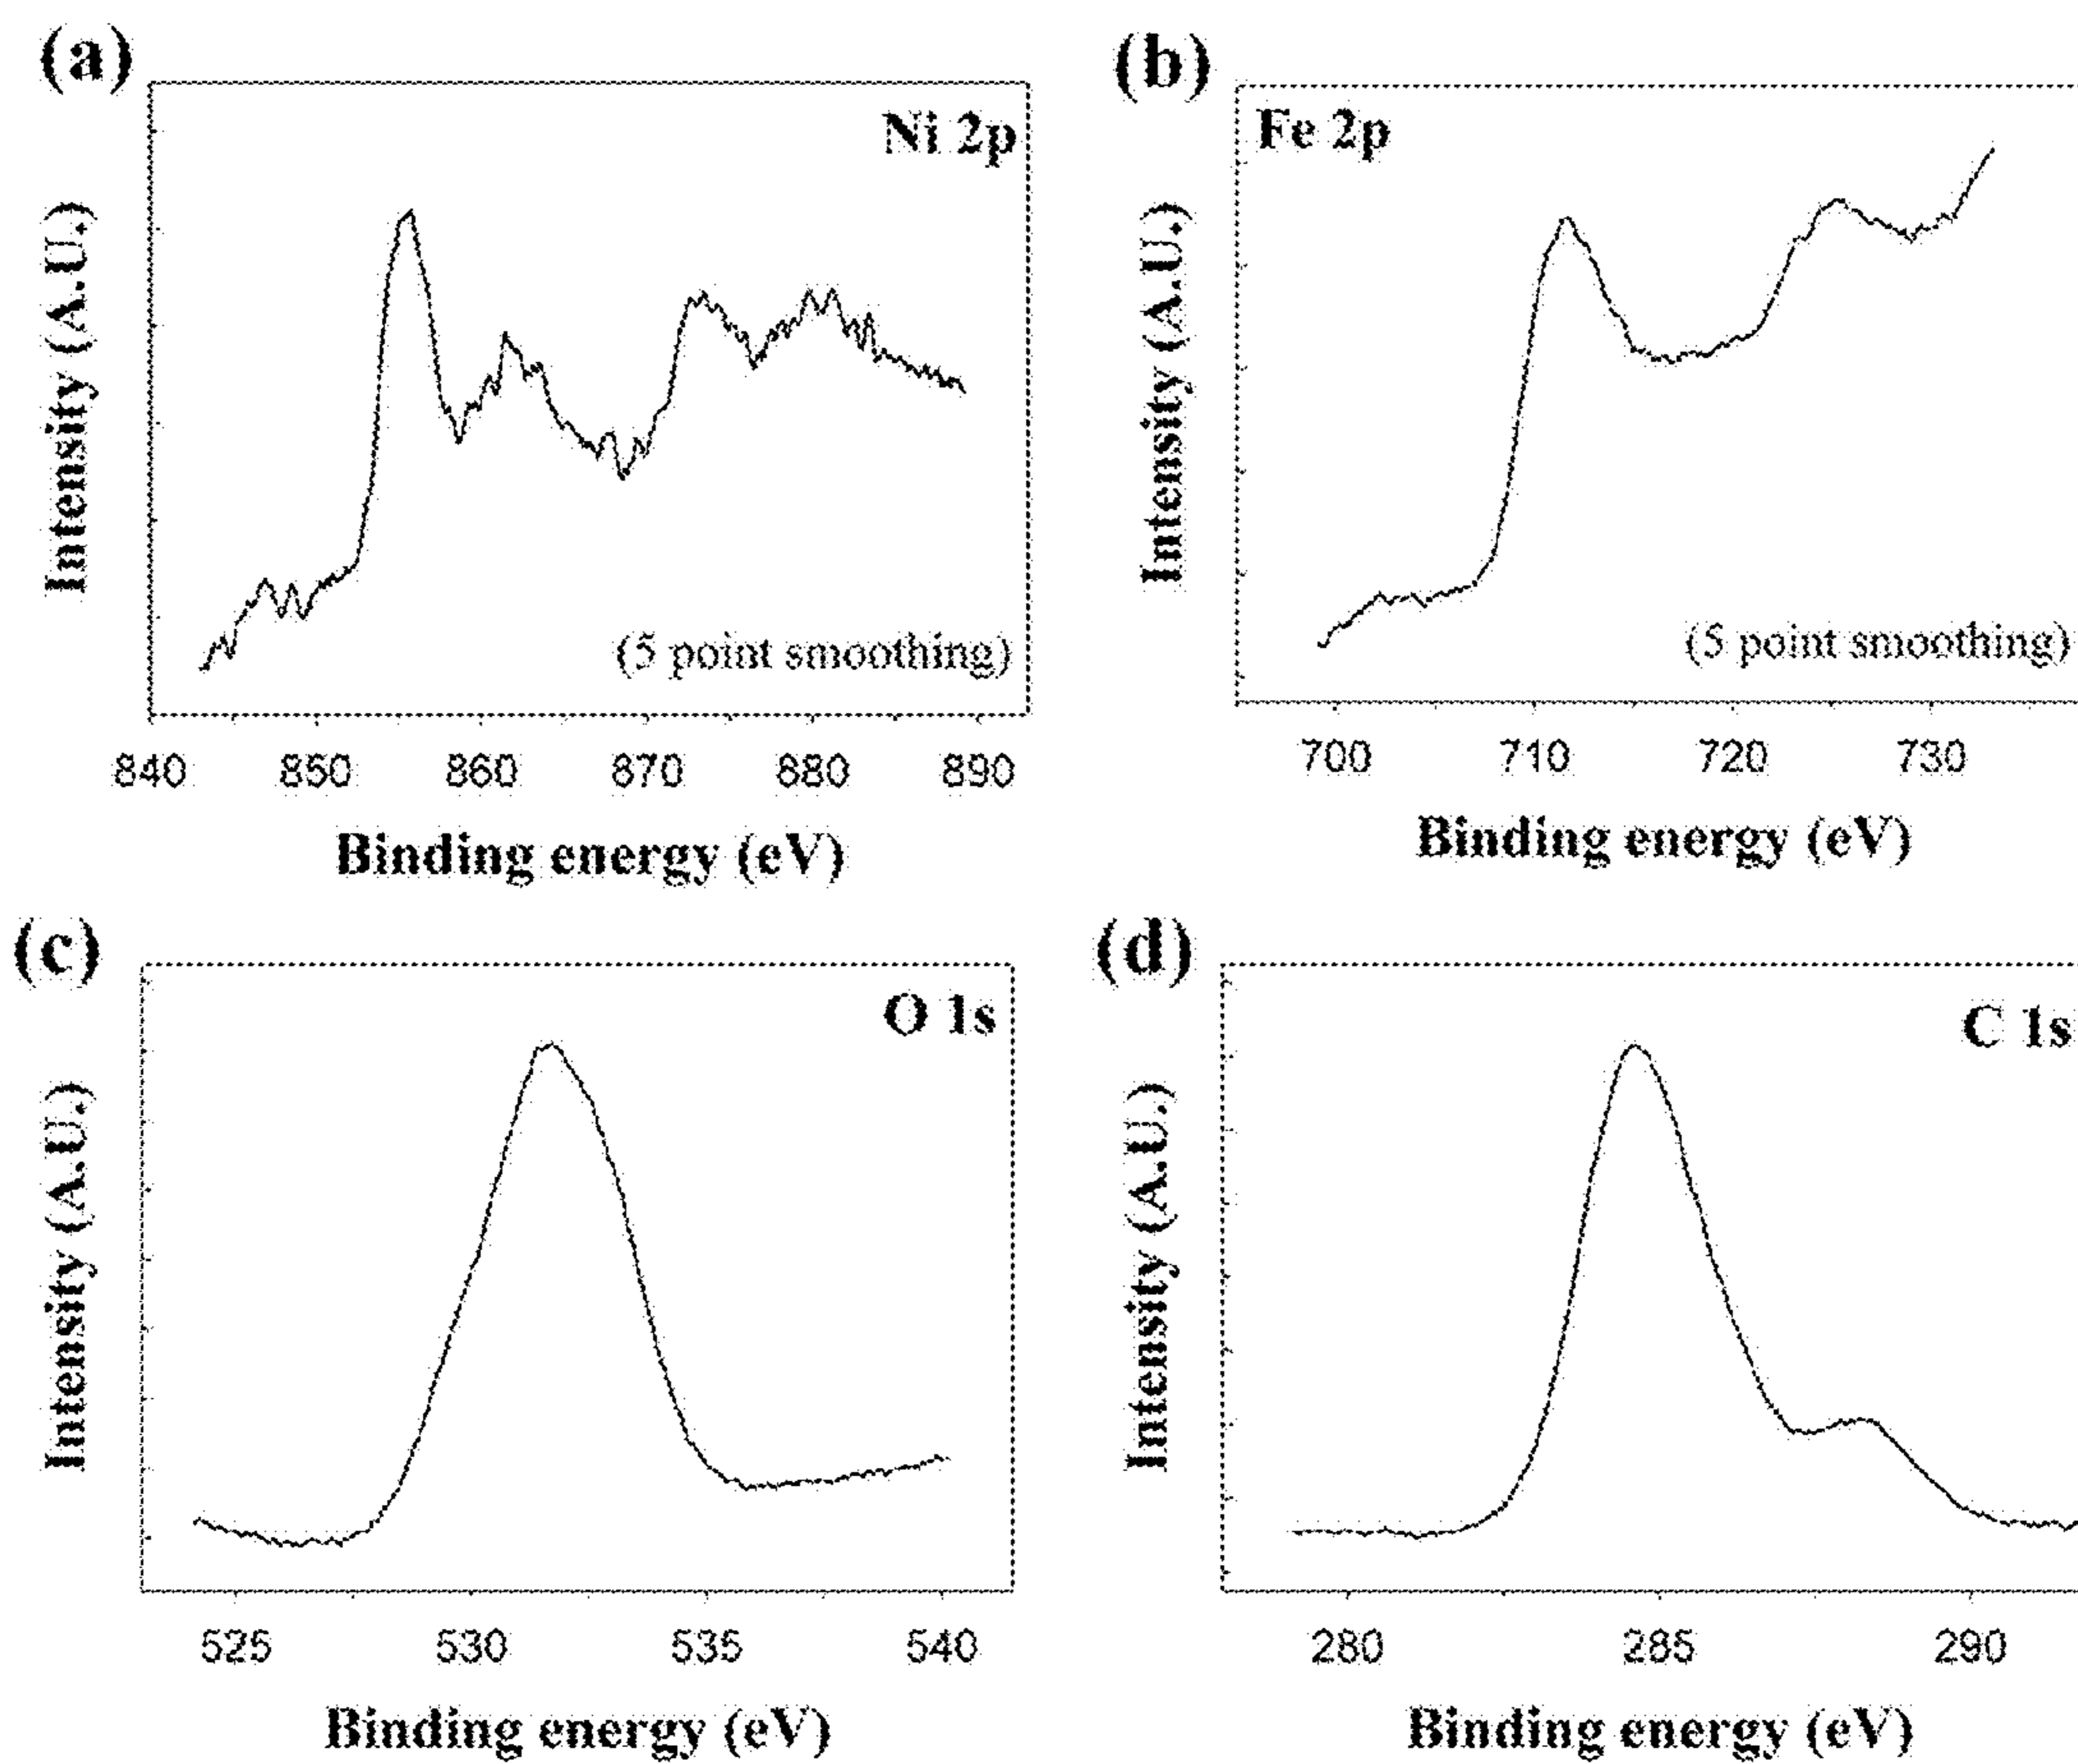 (a)
Ni 2p
Intensity (A.U.)
(5 point smoothing)
840 850 860 870 880 890
Binding energy (eV)
(b)
Fe 2p
Intensity (A.U.)
(5 point smoothing)
700 710 720 730
Binding energy (eV)
(c)
O 1s
Intensity (A.U.)
525 530 535 540
Binding energy (eV)
(d)
C 1s
Intensity (A.U.)
280 285 290
Binding energy (eV)